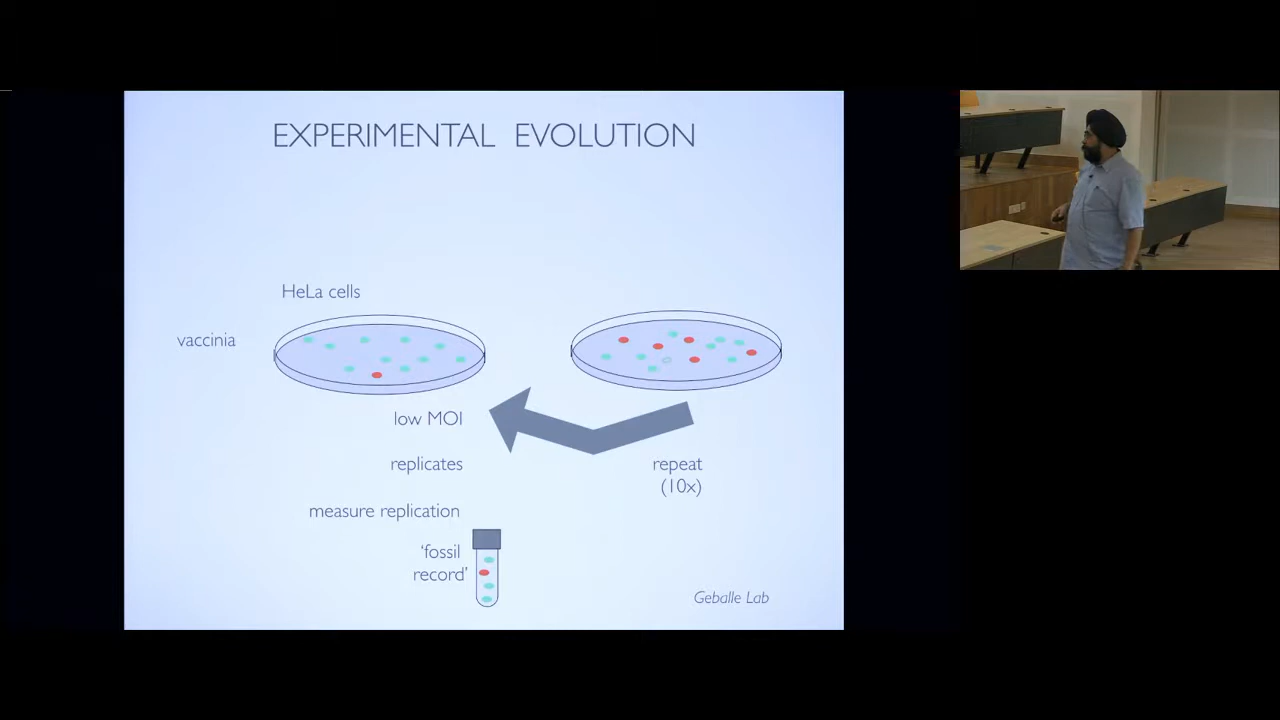 EXPERIMENTAL EVOLUTION
HeLa cells
vaccinia
low MOI
replicates
repeat
(10x)
measure replication
‘fossil
record’
Geballe Lab